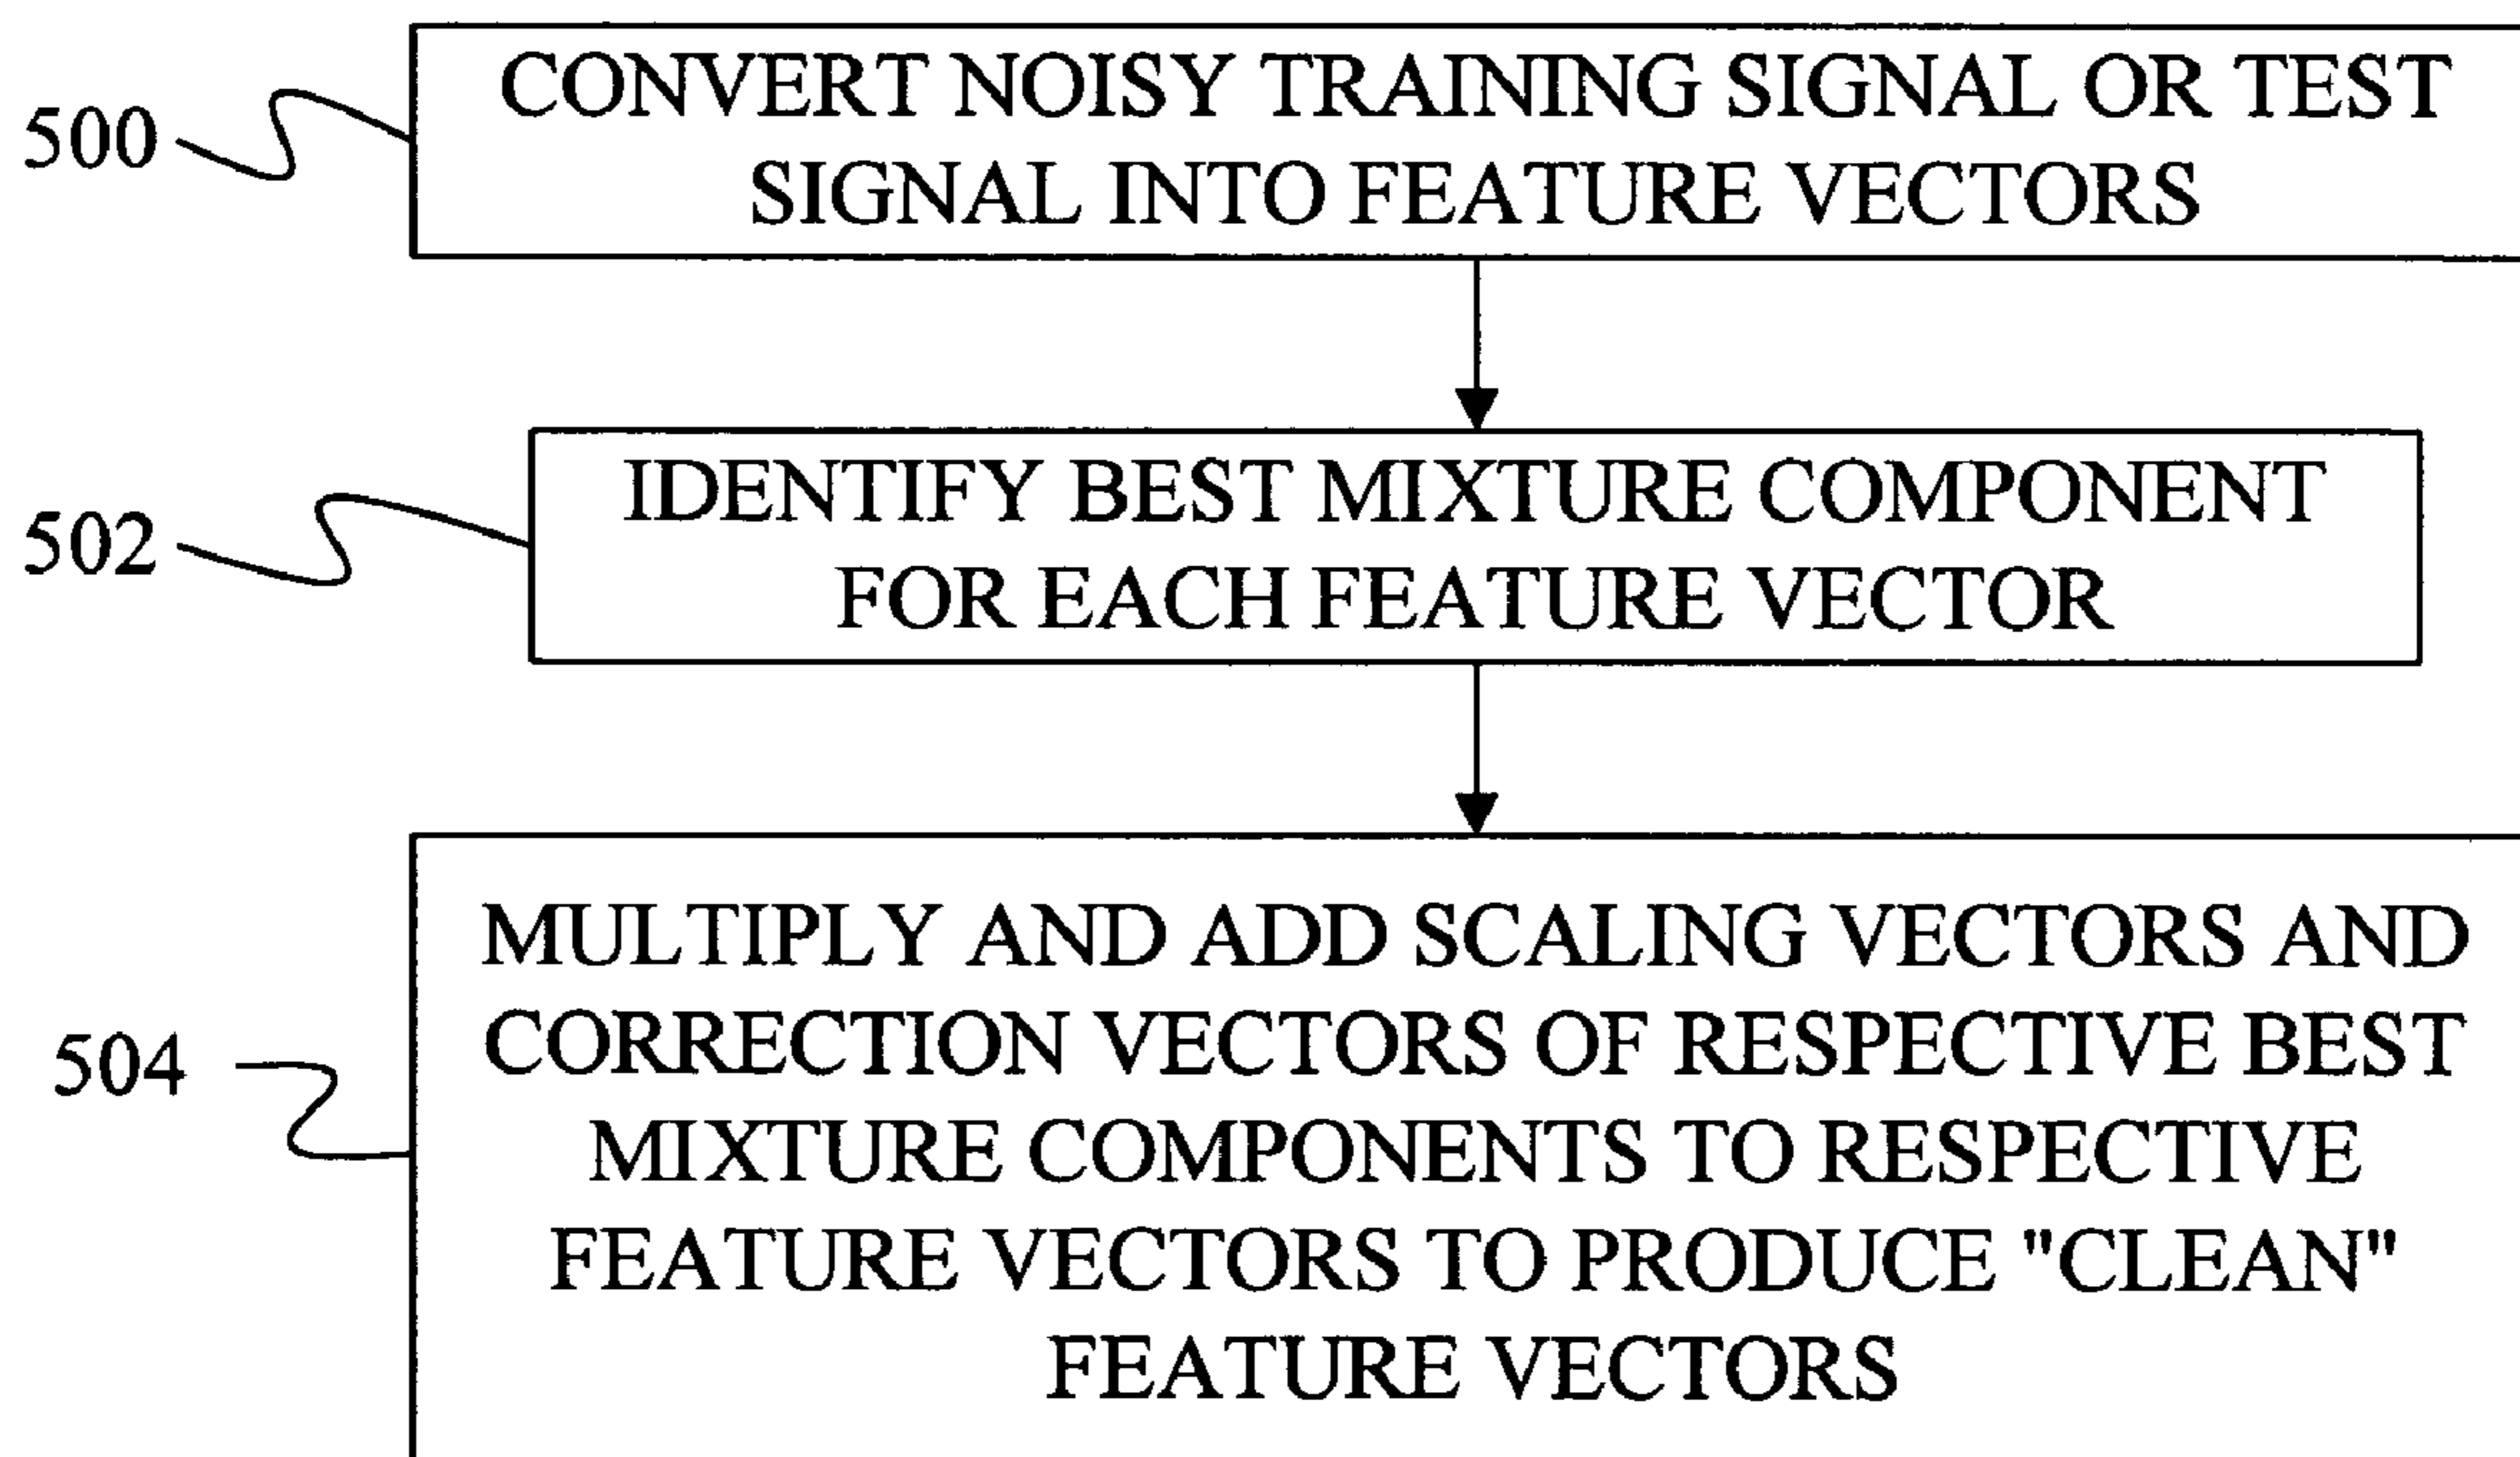 500
CONVERT NOISY TRAINING SIGNAL OR TEST
SIGNAL INTO FEATURE VECTORS
502
IDENTIFY BEST MIXTURE COMPONENT
FOR EACH FEATURE VECTOR
504
MULTIPLY AND ADD SCALING VECTORS AND
CORRECTION VECTORS OF RESPECTIVE BEST
MIXTURE COMPONENTS TO RESPECTIVE
FEATURE VECTORS TO PRODUCE "CLEAN"
FEATURE VECTORS